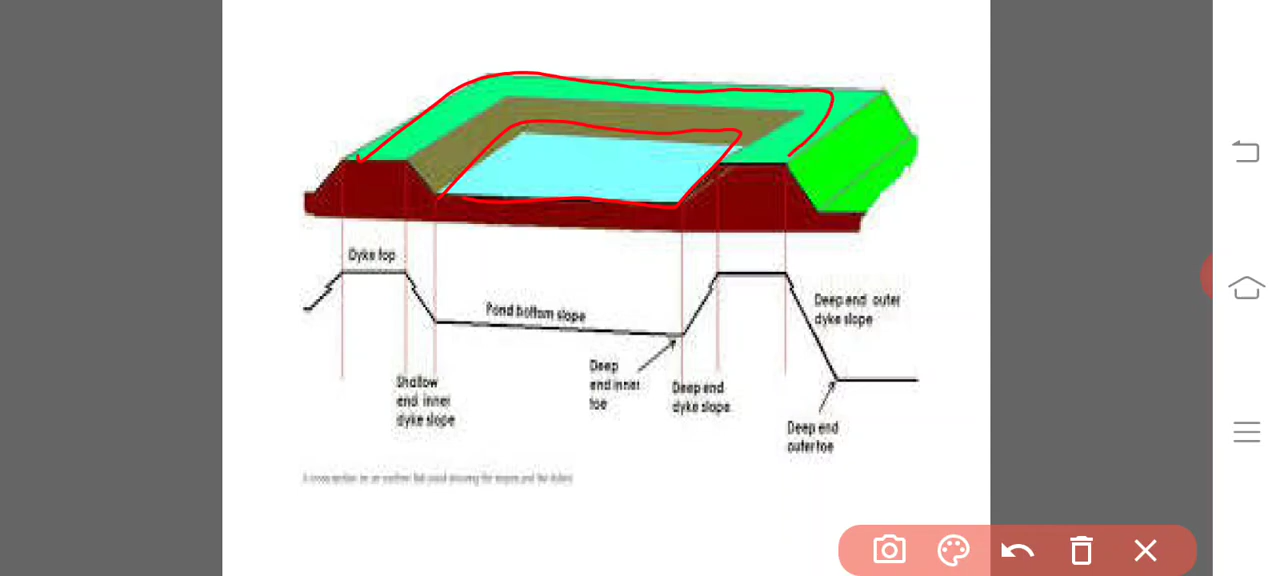 Dyke top
Pond bottom slope
Deep end outer
dyke slope
Shallow
end inner
dyke slope
Deep
end inner
toe
Deep end
dyke slope
Deep end
outer toe